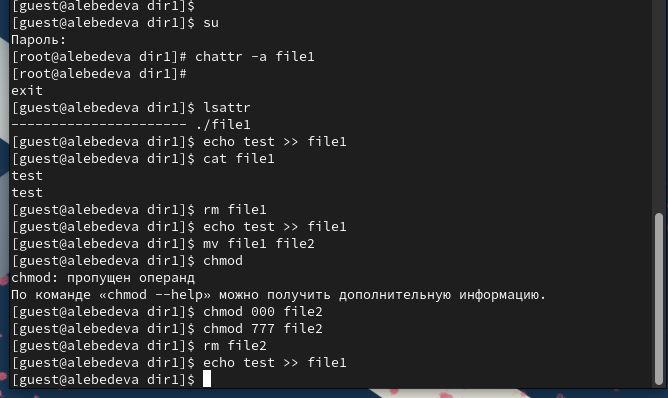 [guest@alebedeva dir1]$
[guest@alebedeva dir1]$ su
Пароль:
[root@alebedeva dir1]# chattr -a file1
[root@alebedeva dir1]#
exit
[guest@alebedeva dir1]$ lsattr
---------------------- ./file1
[guest@alebedeva dir1]$ echo test >> file1
[guest@alebedeva dir1]$ cat file1
test
test
[guest@alebedeva dir1]$ rm file1
[guest@alebedeva dir1]$ echo test >> file1
[guest@alebedeva dir1]$ mv file1 file2
[guest@alebedeva dir1]$ chmod
chmod: пропущен операнд
По команде «chmod --help» можно получить дополнительную информацию.
[guest@alebedeva dir1]$ chmod 000 file2
[guest@alebedeva dir1]$ chmod 777 file2
[guest@alebedeva dir1]$ rm file2
[guest@alebedeva dir1]$ echo test >> file1
[guest@alebedeva dir1]$